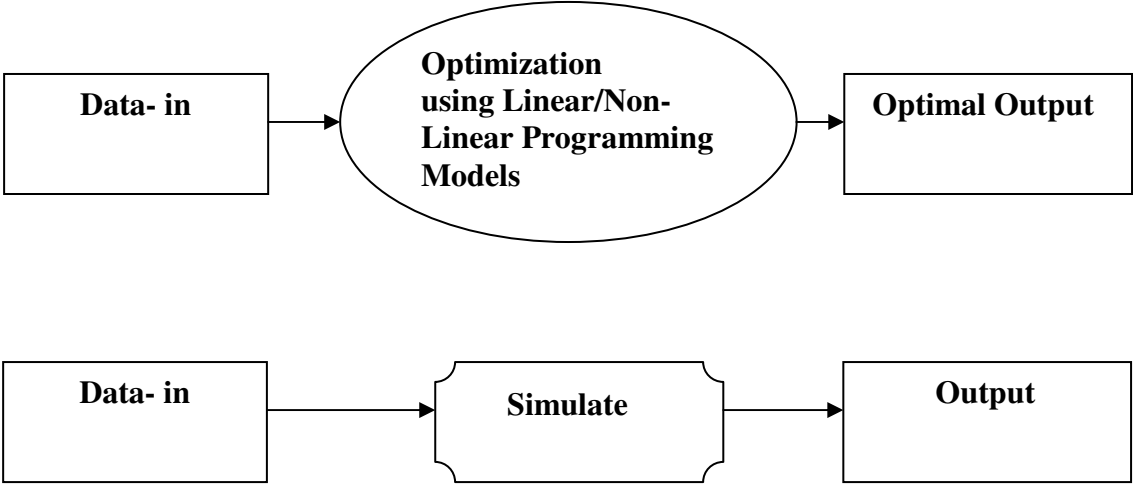 Data- in
Optimization
using Linear/Non-
Linear Programming
Models
Optimal Output
Data- in
Simulate
Output